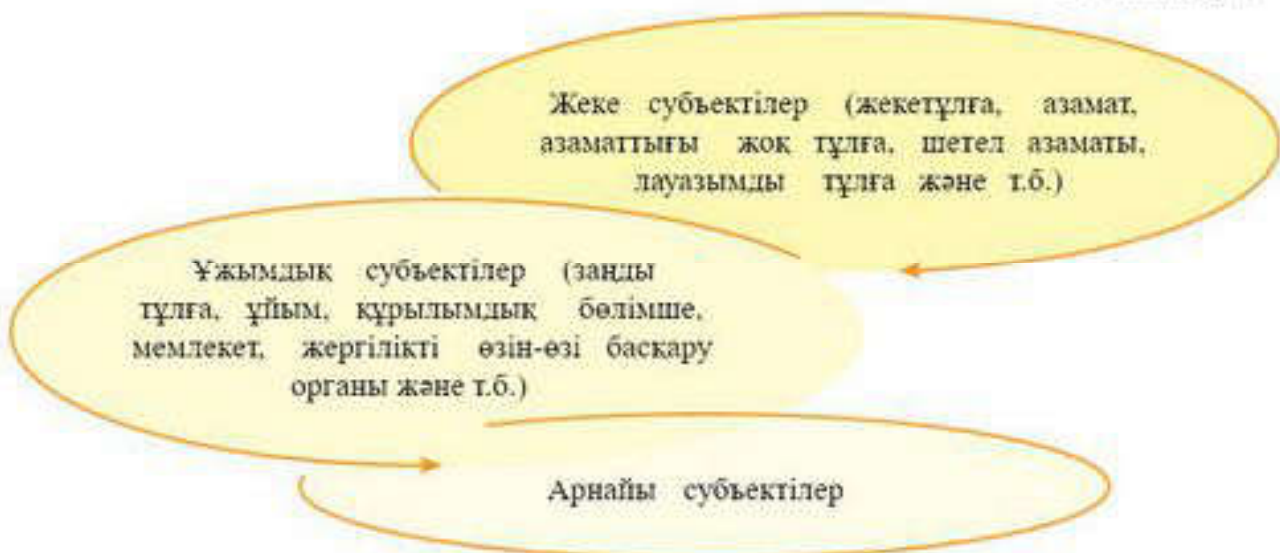 Жеке субъектілер (жекетұлға, азамат,
азаматтығы жоқ тұлға, шетел азаматы,
лауазымды тұлға және т.б.)
Ұжымдық субъектілер (заңды
тұлға, ұйым, құрылымдық бөлімше,
мемлекет, жергілікті өзін-өзі басқару
органы және т.б.)
Арнайы субъектілер